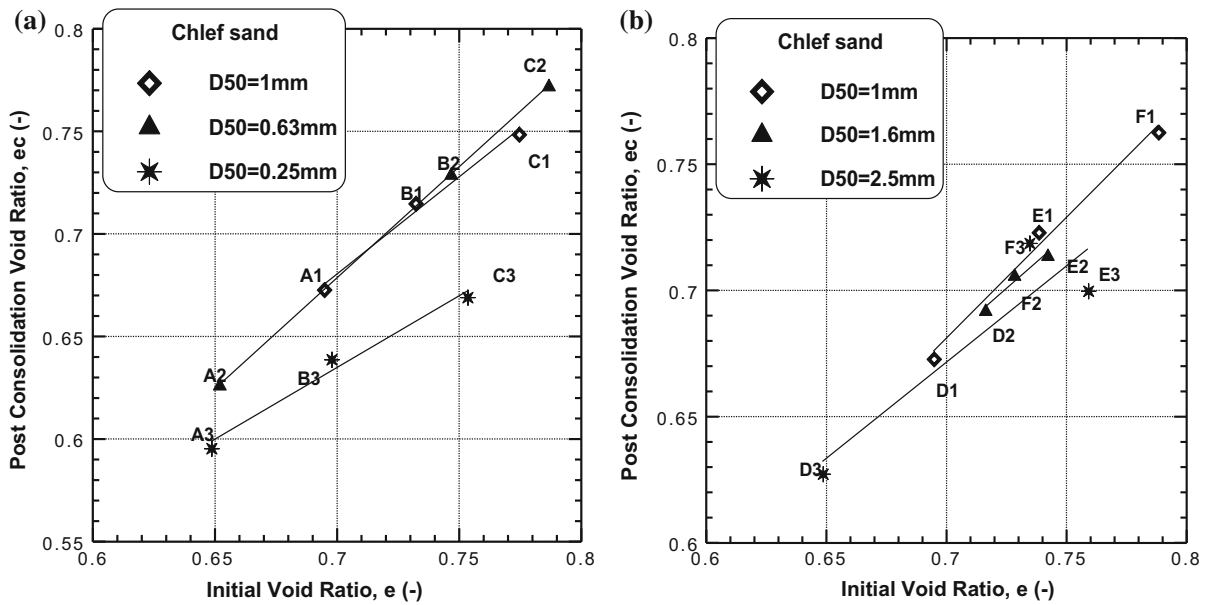 (a)
Chlef sand
D50=1mm
D50=0.63mm
D50=0.25mm
0.8
0.75
0.7
0.65
0.6
0.55
Post Consolidation Void Ratio, ec (-)
C2
C1
B2
B1
A1
C3
A2
B3
A3
0.6
0.65
0.7
0.75
0.8
Initial Void Ratio, e (-)
(b)
Chlef sand
D50=1mm
D50=1.6mm
D50=2.5mm
0.8
0.75
0.7
0.65
0.6
Post Consolidation Void Ratio, ec (-)
F1
E1
F3
E2
E3
F2
D2
D1
D3
0.6
0.65
0.7
0.75
0.8
Initial Void Ratio, e (-)